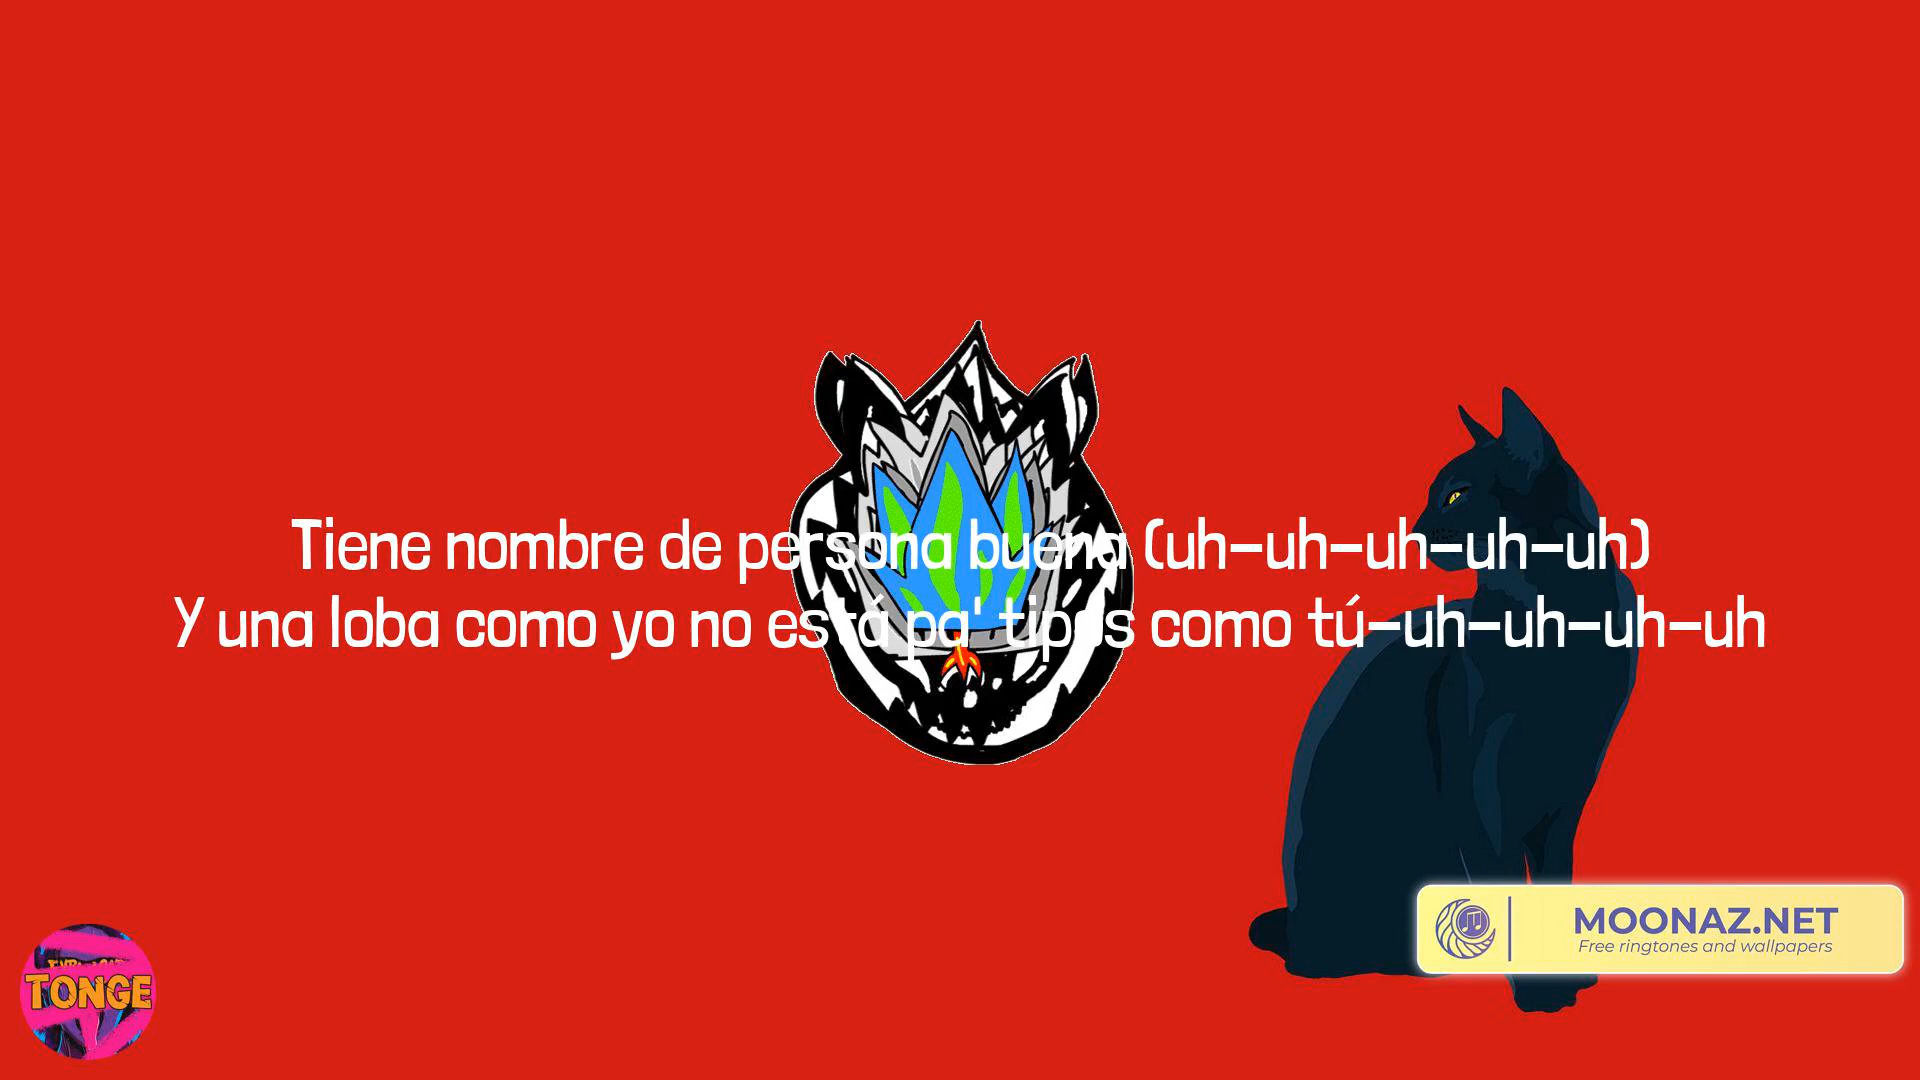 Tiene nombre de persona buena (uh-uh-uh-uh-uh)
Y una loba como yo no está pa' tipos como tú-uh-uh-uh-uh
MOONAZ.NET
Free ringtones and wallpapers
TONGE